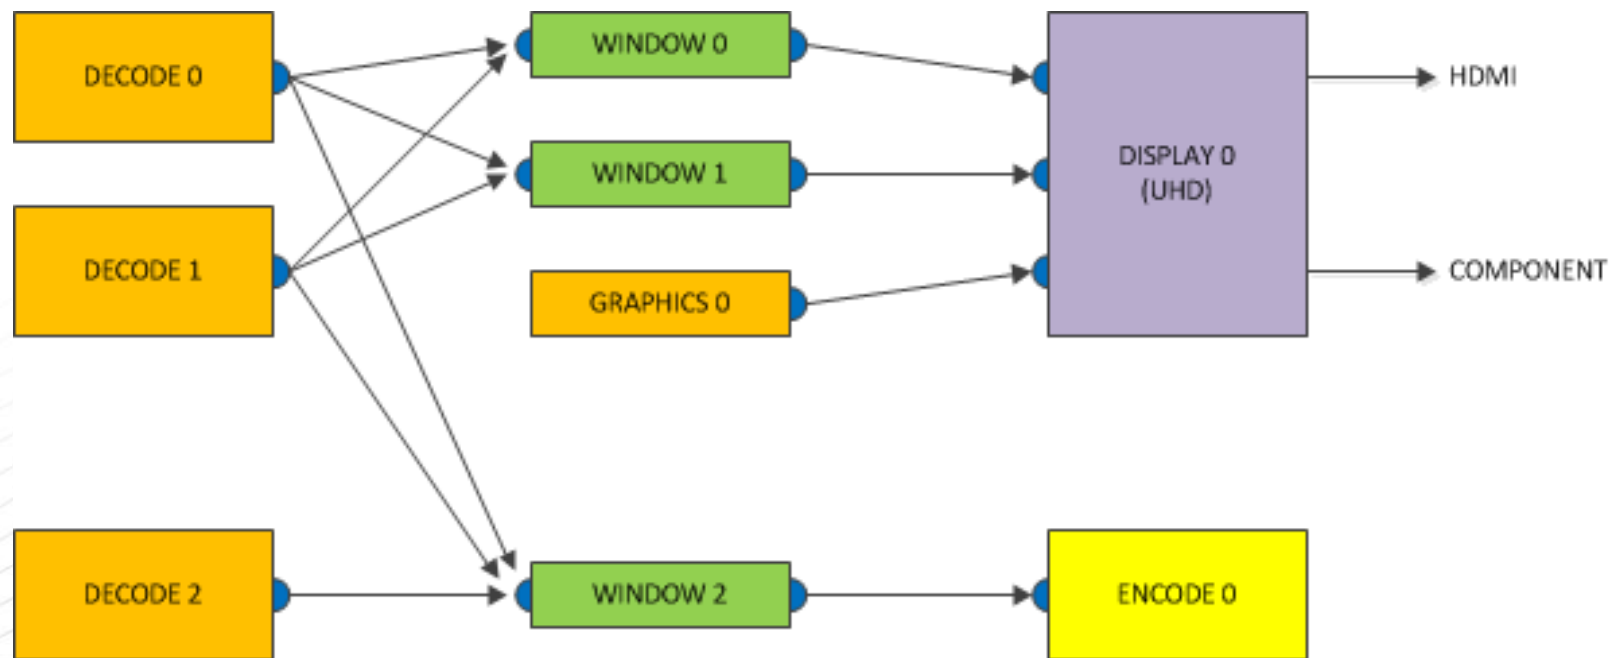 DECODE 0
WINDOW 0
HDMI
DISPLAY 0
(UHD)
WINDOW 1
DECODE 1
GRAPHICS 0
COMPONENT
DECODE 2
WINDOW 2
ENCODE 0